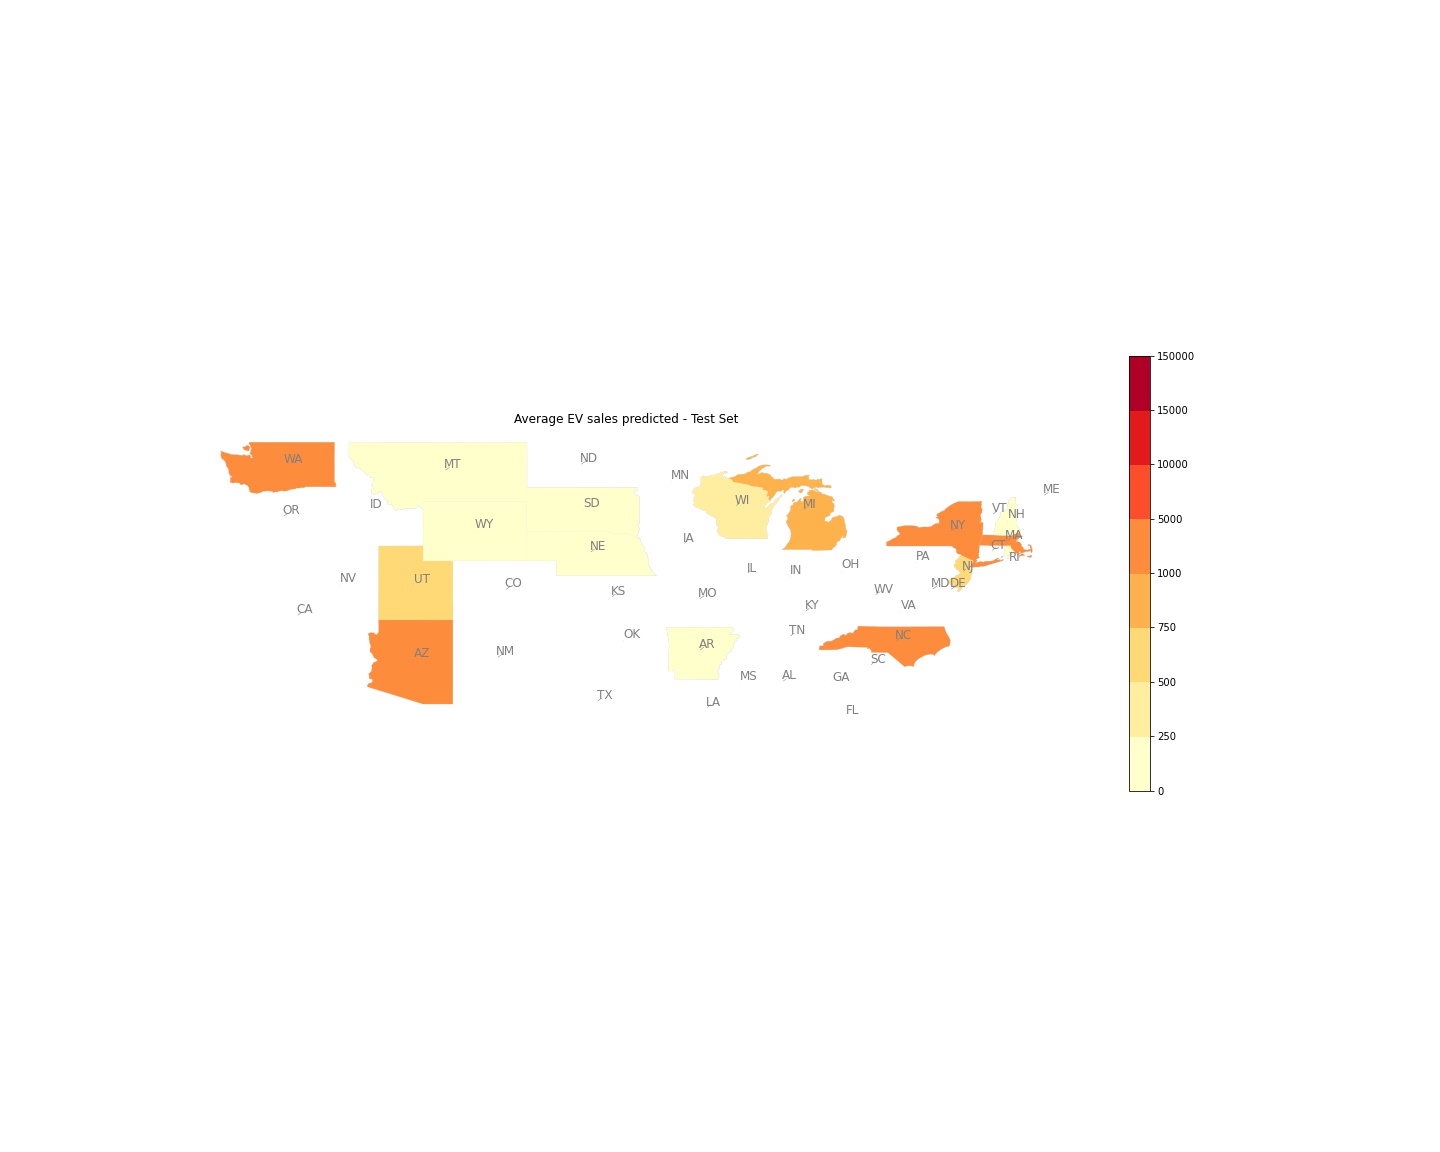 Average EV sales predicted - Test Set
WA
MT
ND
MN
ME
ID
OR
SD
WI
MI
VT
NH
WY
NY
MA
NE
IA
CT
PA
RI
UT
NV
CO
KS
MO
IL
IN
OH
NJ
WV
MD
DE
CA
KY
VA
AZ
NM
OK
AR
TN
NC
SC
TX
LA
MS
AL
GA
FL
150000
15000
10000
5000
1000
750
500
250
0